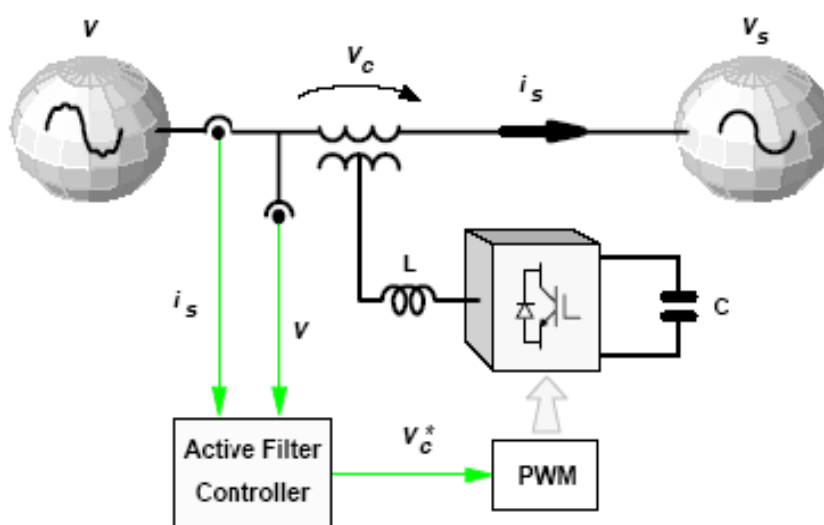 V
V_c
i_s
V_s
L
i_s
V
C
Active Filter
Controller
V_c^*
PWM